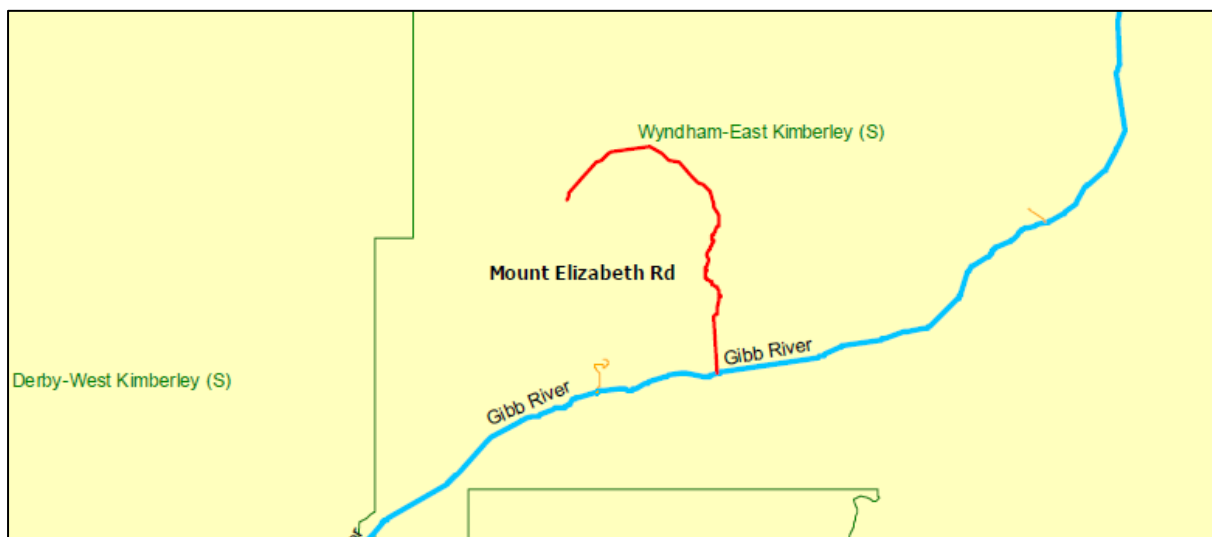 Wyndham-East Kimberley (S)
Mount Elizabeth Rd
Gibb River
Derby-West Kimberley (S)
Gibb River